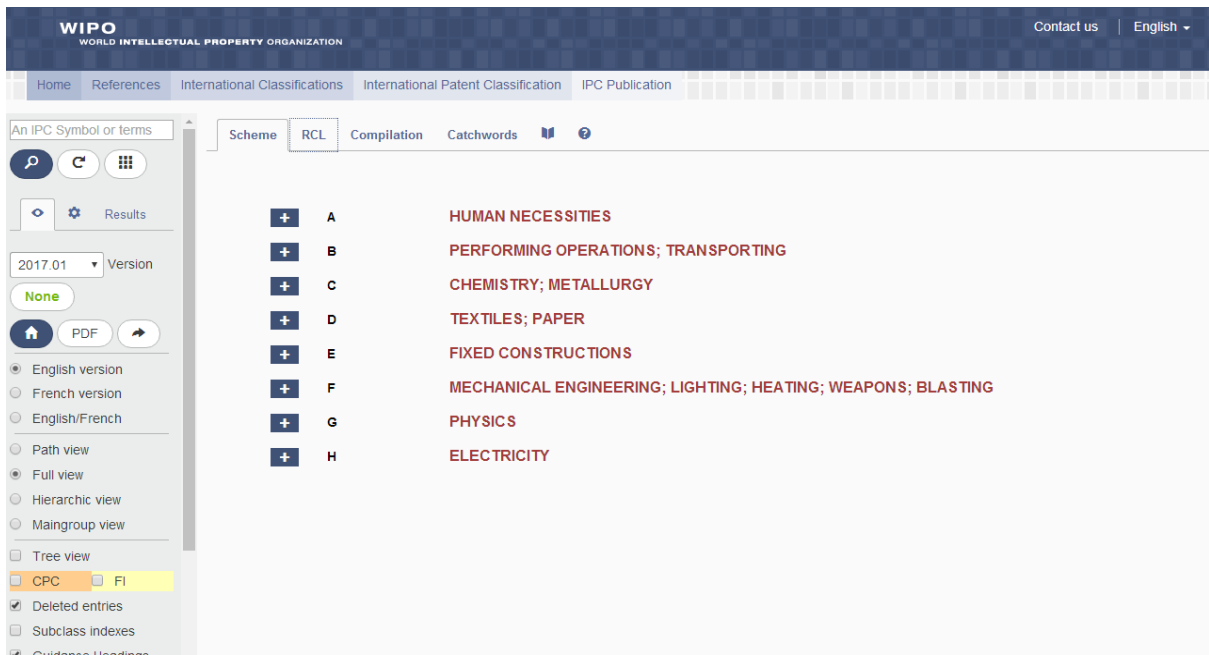 WIPO
WORLD INTELLECTUAL PROPERTY ORGANIZATION
Contact us
English
Home References International Classifications International Patent Classification IPC Publication
An IPC Symbol or terms
Results
2017.01 Version
None
PDF
English version
French version
English/French
Path view
Full view
Hierarchic view
Maingroup view
Tree view
CPC FI
Deleted entries
Subclass indexes
Guidance Headings
Scheme RCL Compilation Catchwords
A HUMAN NECESSITIES
B PERFORMING OPERATIONS; TRANSPORTING
C CHEMISTRY; METALLURGY
D TEXTILES; PAPER
E FIXED CONSTRUCTIONS
F MECHANICAL ENGINEERING; LIGHTING; HEATING; WEAPONS; BLASTING
G PHYSICS
H ELECTRICITY